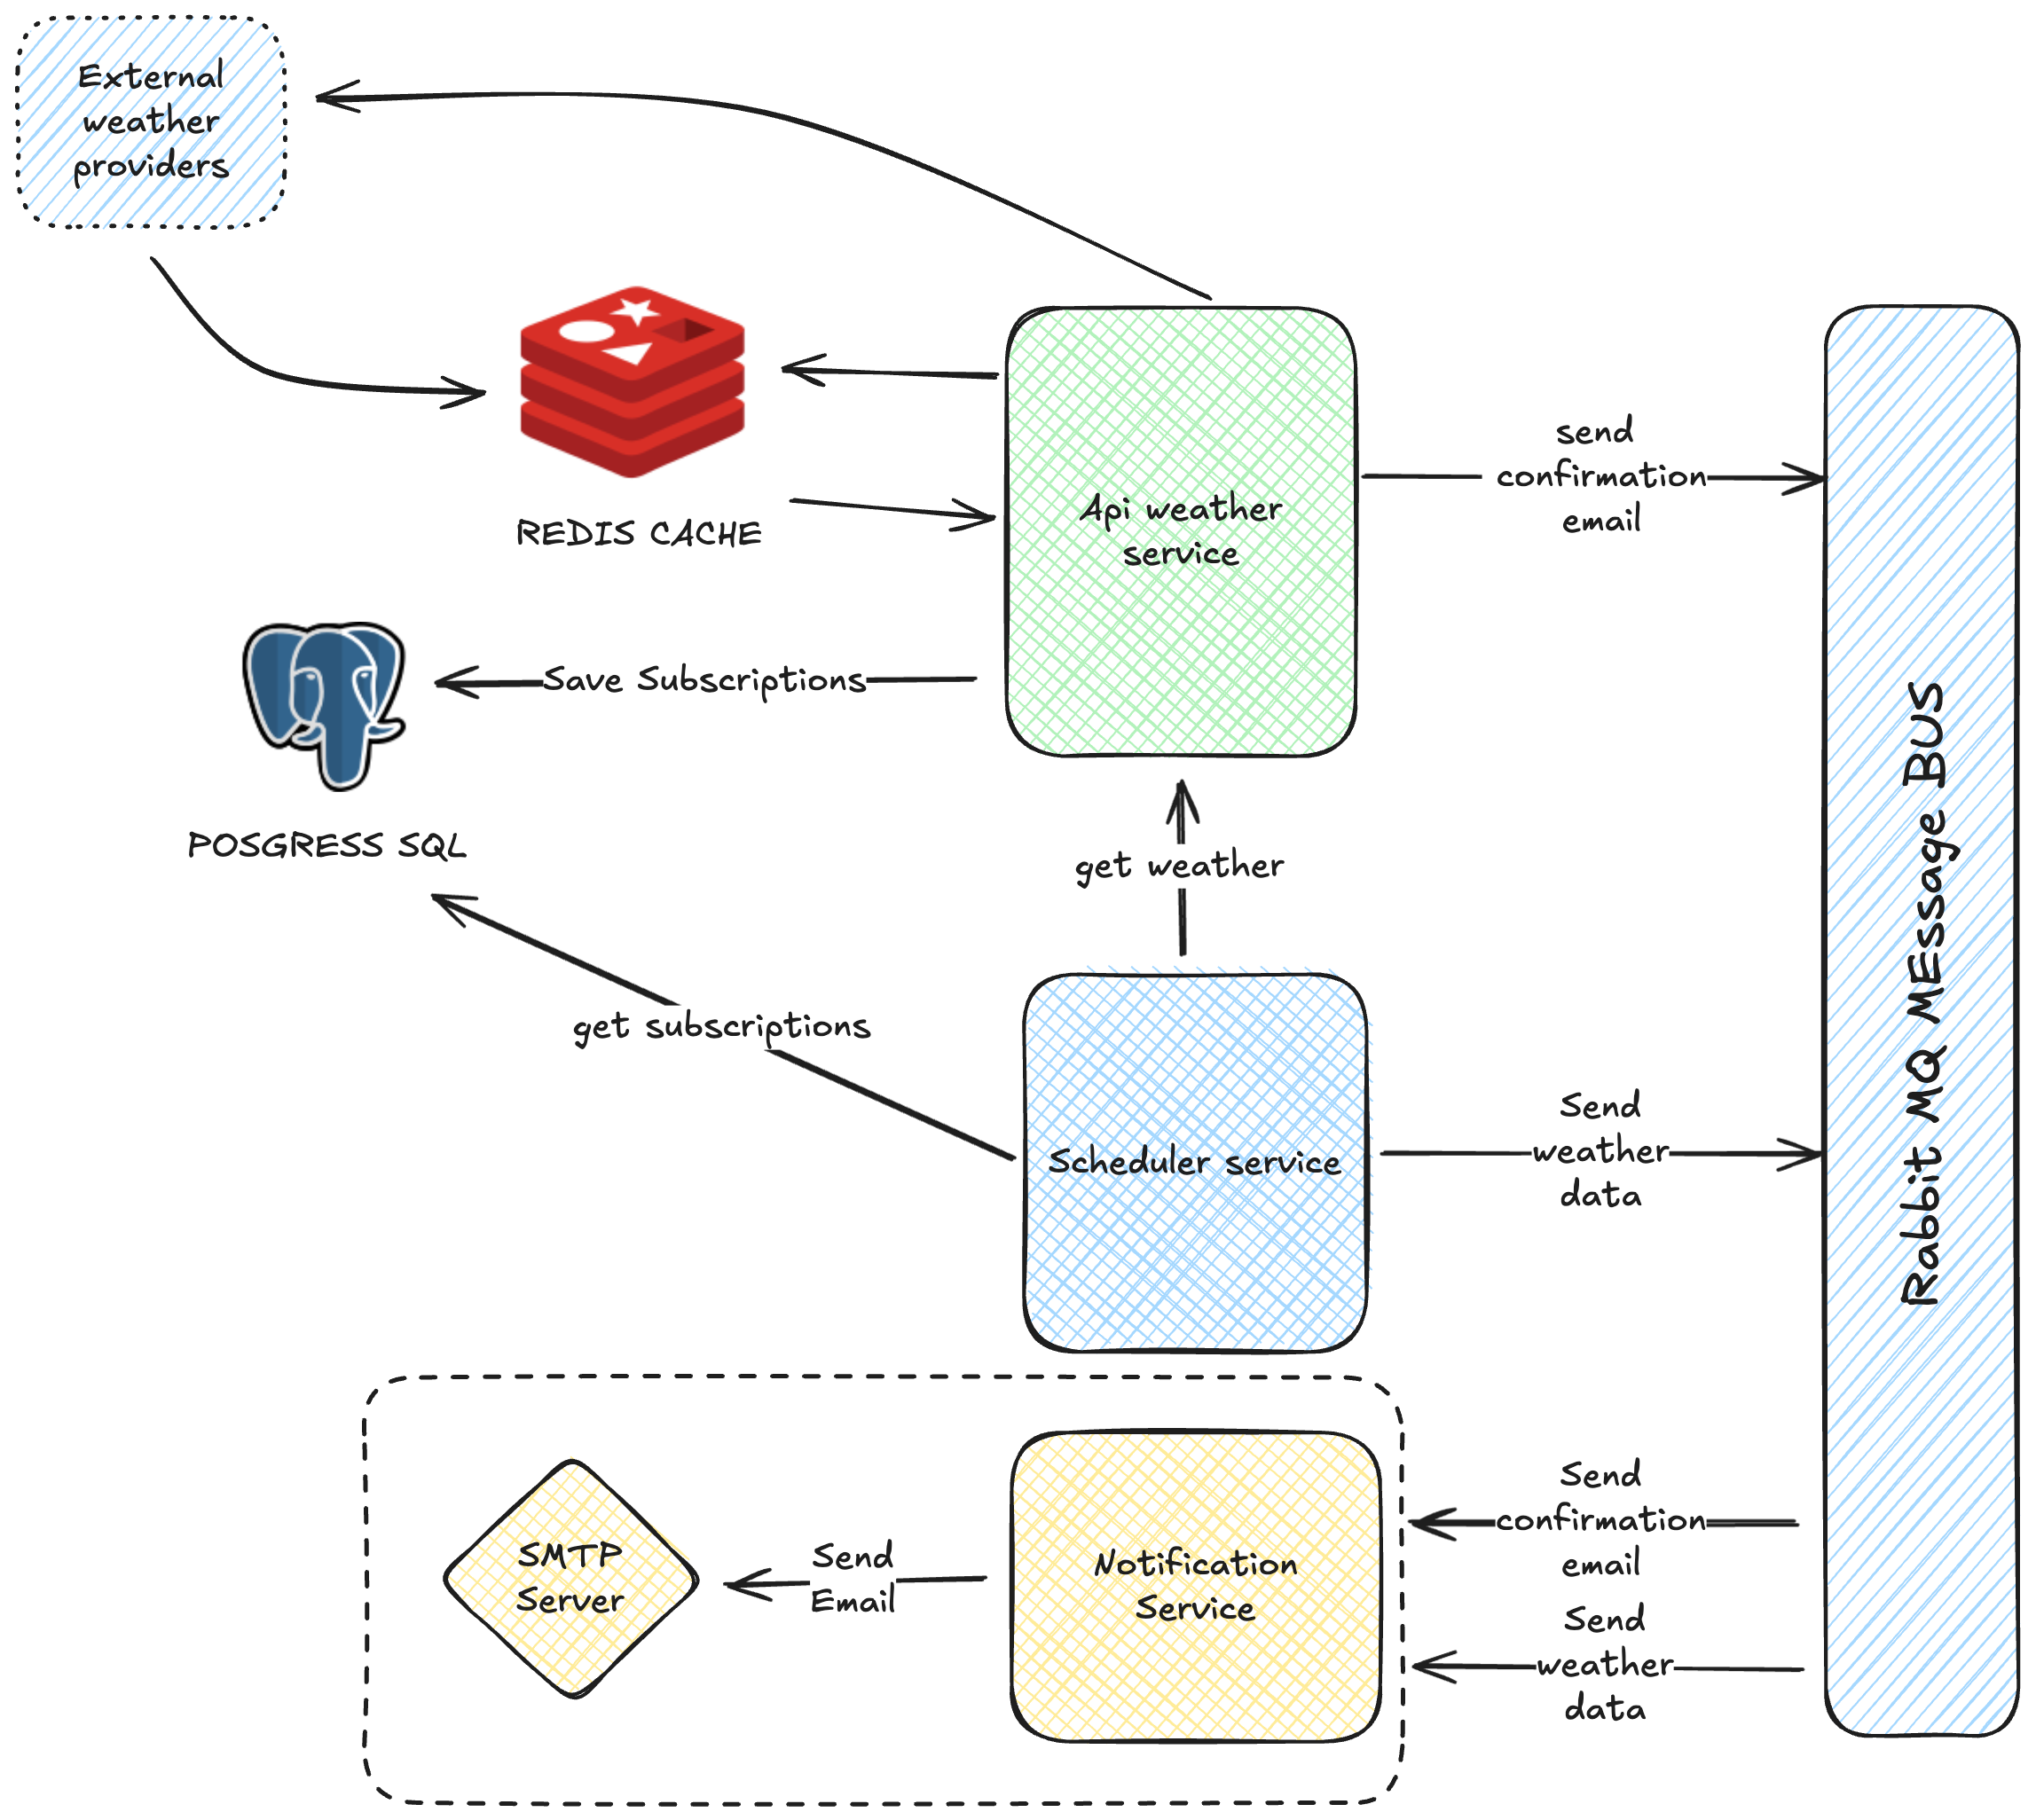 External
weather
providers
REDIS CACHE
Api weather
service
send
confirmation
email
Save Subscriptions
POSGRESS SQL
get weather
get subscriptions
Scheduler service
Send
weather
data
Rabbit MQ MEssage BUS
SMTP
Server
Send
Email
Notification
Service
Send
confirmation
email
Send
weather
data